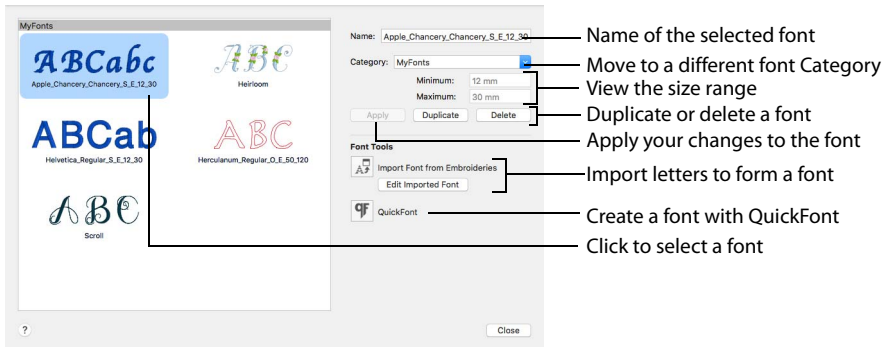 MyFonts
ABCabc
Apple_Chancery_Chancery_S_E_12_30
ABC
Heirloom
ABCab
Helvetica_Regular_S_E_12_30
ABC
Herculanum_Regular_O_E_50_120
ABC
Scroll
?
Name: Apple_Chancery_Chancery_S_E_12_30
Category: MyFonts
Minimum: 12 mm
Maximum: 30 mm
Apply Duplicate Delete
Font Tools
Import Font from Embroideries
Edit Imported Font
QuickFont
Close
Name of the selected font
Move to a different font Category
View the size range
Duplicate or delete a font
Apply your changes to the font
Import letters to form a font
Create a font with QuickFont
Click to select a font